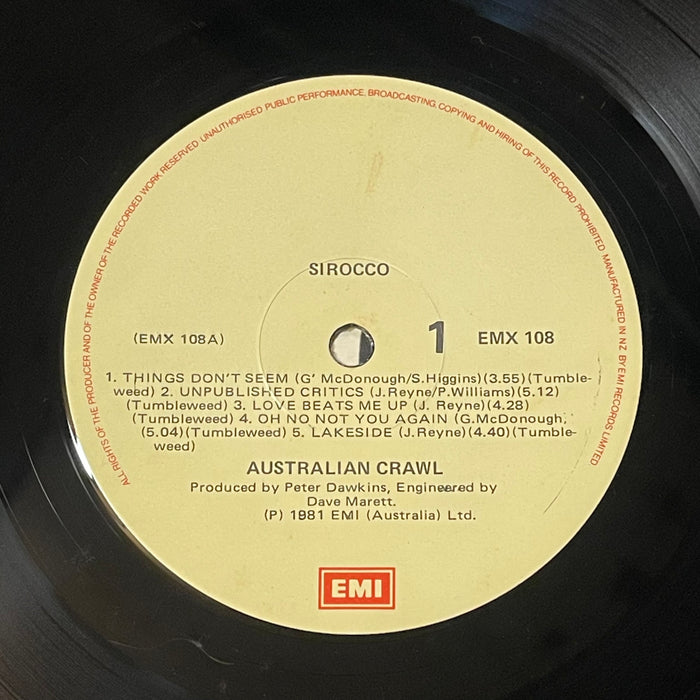 ALL RIGHTS OF THE PRODUCER AND OF THE OWNER OF THE RECORDED WORK RESERVED. UNAUTHORISED PUBLIC PERFORMANCE, BROADCASTING, COPYING AND HIRING OF THIS RECORD PROHIBITED. MANUFACTURED IN NZ BY EMI RECORDS LIMITED
SIROCCO
(EMX 108A) 1 EMX 108
1. THINGS DON'T SEEM (G' McDONOUGH/S.HIGGINS)(3.55)(Tumble-
weed) 2. UNPUBLISHED CRITICS (J.Reyne/P.Williams)(5.12)
(Tumbleweed) 3. LOVE BEATS ME UP (J. Reyne)(4.28)
(Tumbleweed) 4. OH NO NOT YOU AGAIN (G.McDonough,
(5.04)(Tumbleweed) 5. LAKESIDE (J.Reyne)(4.40)(Tumble-
weed)
AUSTRALIAN CRAWL
Produced by Peter Dawkins, Engineered by
Dave Marett.
(P) 1981 EMI (Australia) Ltd.
EMI